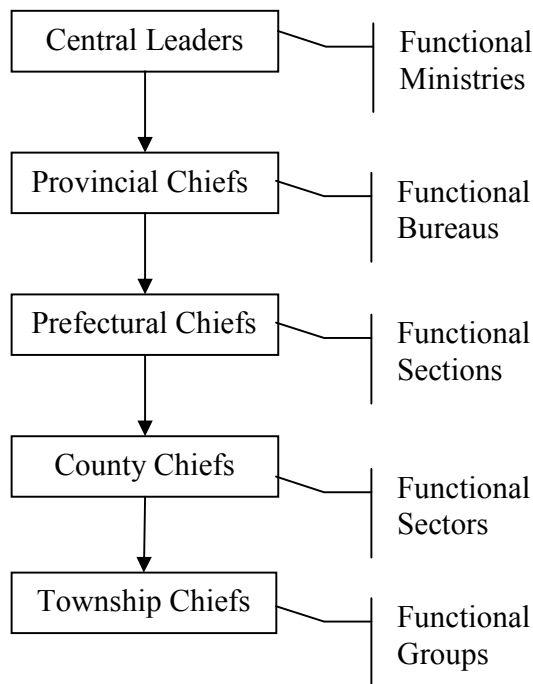 Central Leaders
Functional
Ministries
Provincial Chiefs
Functional
Bureaus
Prefectural Chiefs
Functional
Sections
County Chiefs
Functional
Sectors
Township Chiefs
Functional
Groups